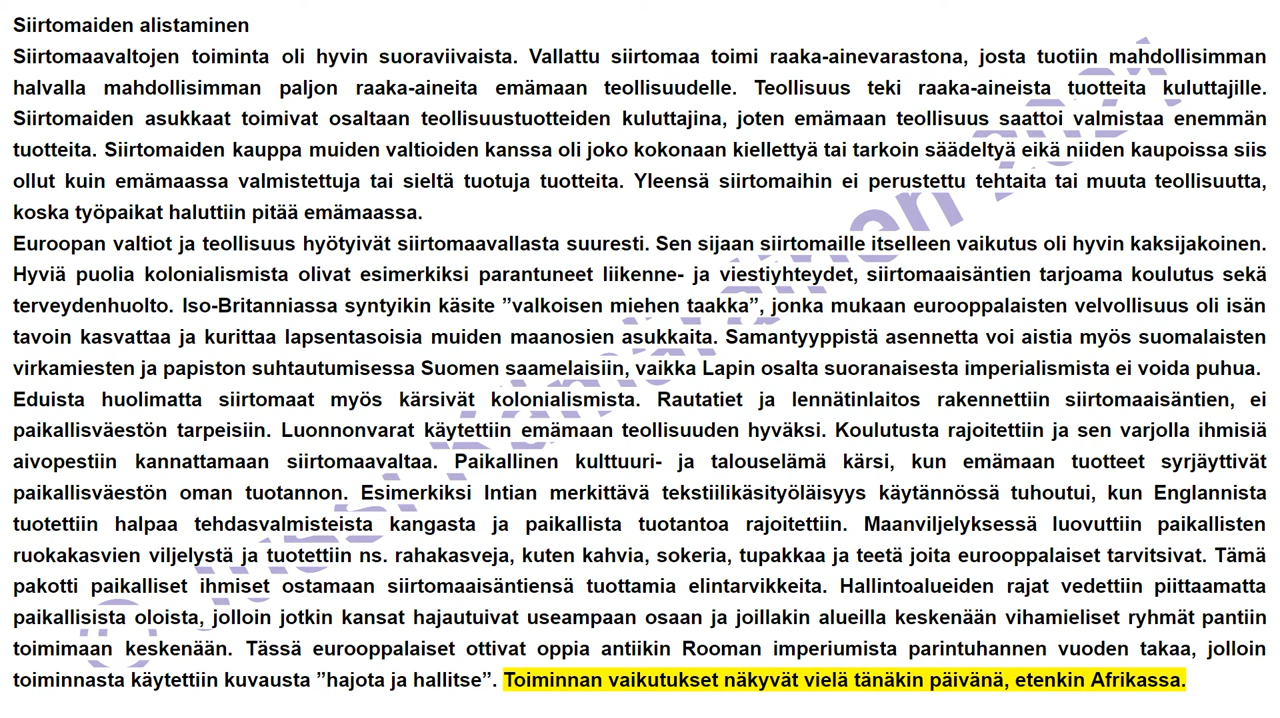 Siirtomaiden alistaminen
Siirtomaavaltojen toiminta oli hyvin suoraviivaista. Vallattu siirtomaa toimi raaka-ainevarastona, josta tuotiin mahdollisimman
halvalla mahdollisimman paljon raaka-aineita emämaan teollisuudelle. Teollisuus teki raaka-aineista tuotteita kuluttajille.
Siirtomaiden asukkaat toimivat osaltaan teollisuustuotteiden kuluttajina, joten emämaan teollisuus saattoi valmistaa enemmän
tuotteita. Siirtomaiden kauppa muiden valtioiden kanssa oli joko kokonaan kiellettyä tai tarkoin säädeltyä eikä niiden kaupoissa siis
ollut kuin emämaassa valmistettuja tai sieltä tuotuja tuotteita. Yleensä siirtomaihin ei perustettu tehtaita tai muuta teollisuutta,
koska työpaikat haluttiin pitää emämaassa.
Euroopan valtiot ja teollisuus hyötyivät siirtomaavallasta suuresti. Sen sijaan siirtomaille itselleen vaikutus oli hyvin kaksijakoinen.
Hyviä puolia kolonialismista olivat esimerkiksi parantuneet liikenne- ja viestiyhteydet, siirtomaaisäntien tarjoama koulutus sekä
terveydenhuolto. Iso-Britanniassa syntyikin käsite ”valkoisen miehen taakka”, jonka mukaan eurooppalaisten velvollisuus oli isän
tavoin kasvattaa ja kurittaa lapsentasoisia muiden maanosien asukkaita. Samantyyppistä asennetta voi aistia myös suomalaisten
virkamiesten ja papiston suhtautumisessa Suomen saamelaisiin, vaikka Lapin osalta suoranaisesta imperialismista ei voida puhua.
Eduista huolimatta siirtomaat myös kärsivät kolonialismista. Rautatiet ja lennätinlaitos rakennettiin siirtomaaisäntien, ei
paikallisväestön tarpeisiin. Luonnonvarat käytettiin emämaan teollisuuden hyväksi. Koulutusta rajoitettiin ja sen varjolla ihmisiä
aivopestiin kannattamaan siirtomaavaltaa. Paikallinen kulttuuri- ja talouselämä kärsi, kun emämaan tuotteet syrjäyttivät
paikallisväestön oman tuotannon. Esimerkiksi Intian merkittävä tekstiilikäsityöläisyys käytännössä tuhoutui, kun Englannista
tuotettiin halpaa tehdasvalmisteista kangasta ja paikallista tuotantoa rajoitettiin. Maanviljelyksessä luovuttiin paikallisten
ruokakasvien viljelystä ja tuotettiin ns. rahakasveja, kuten kahvia, sokeria, tupakkaa ja teetä joita eurooppalaiset tarvitsivat. Tämä
pakotti paikalliset ihmiset ostamaan siirtomaaisäntiensä tuottamia elintarvikkeita. Hallintoalueiden rajat vedettiin piittaamatta
paikallisista oloista, jolloin jotkin kansat hajautuivat useampaan osaan ja joillakin alueilla keskenään vihamieliset ryhmät pantiin
toimimaan keskenään. Tässä eurooppalaiset ottivat oppia antiikin Rooman imperiumista parintuhannen vuoden takaa, jolloin
toiminnasta käytettiin kuvausta ”hajota ja hallitse”. Toiminnan vaikutukset näkyvät vielä tänäkin päivänä, etenkin Afrikassa.